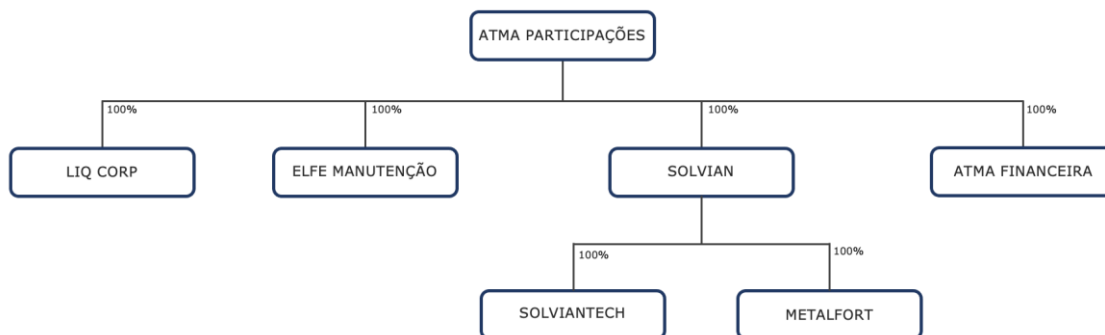 ATMA PARTICIPAÇÕES
100% 100% 100% 100%
LIQ CORP ELFE MANUTENÇÃO SOLVIAN ATMA FINANCEIRA
100% 100%
SOLVIANTECH METALFORT